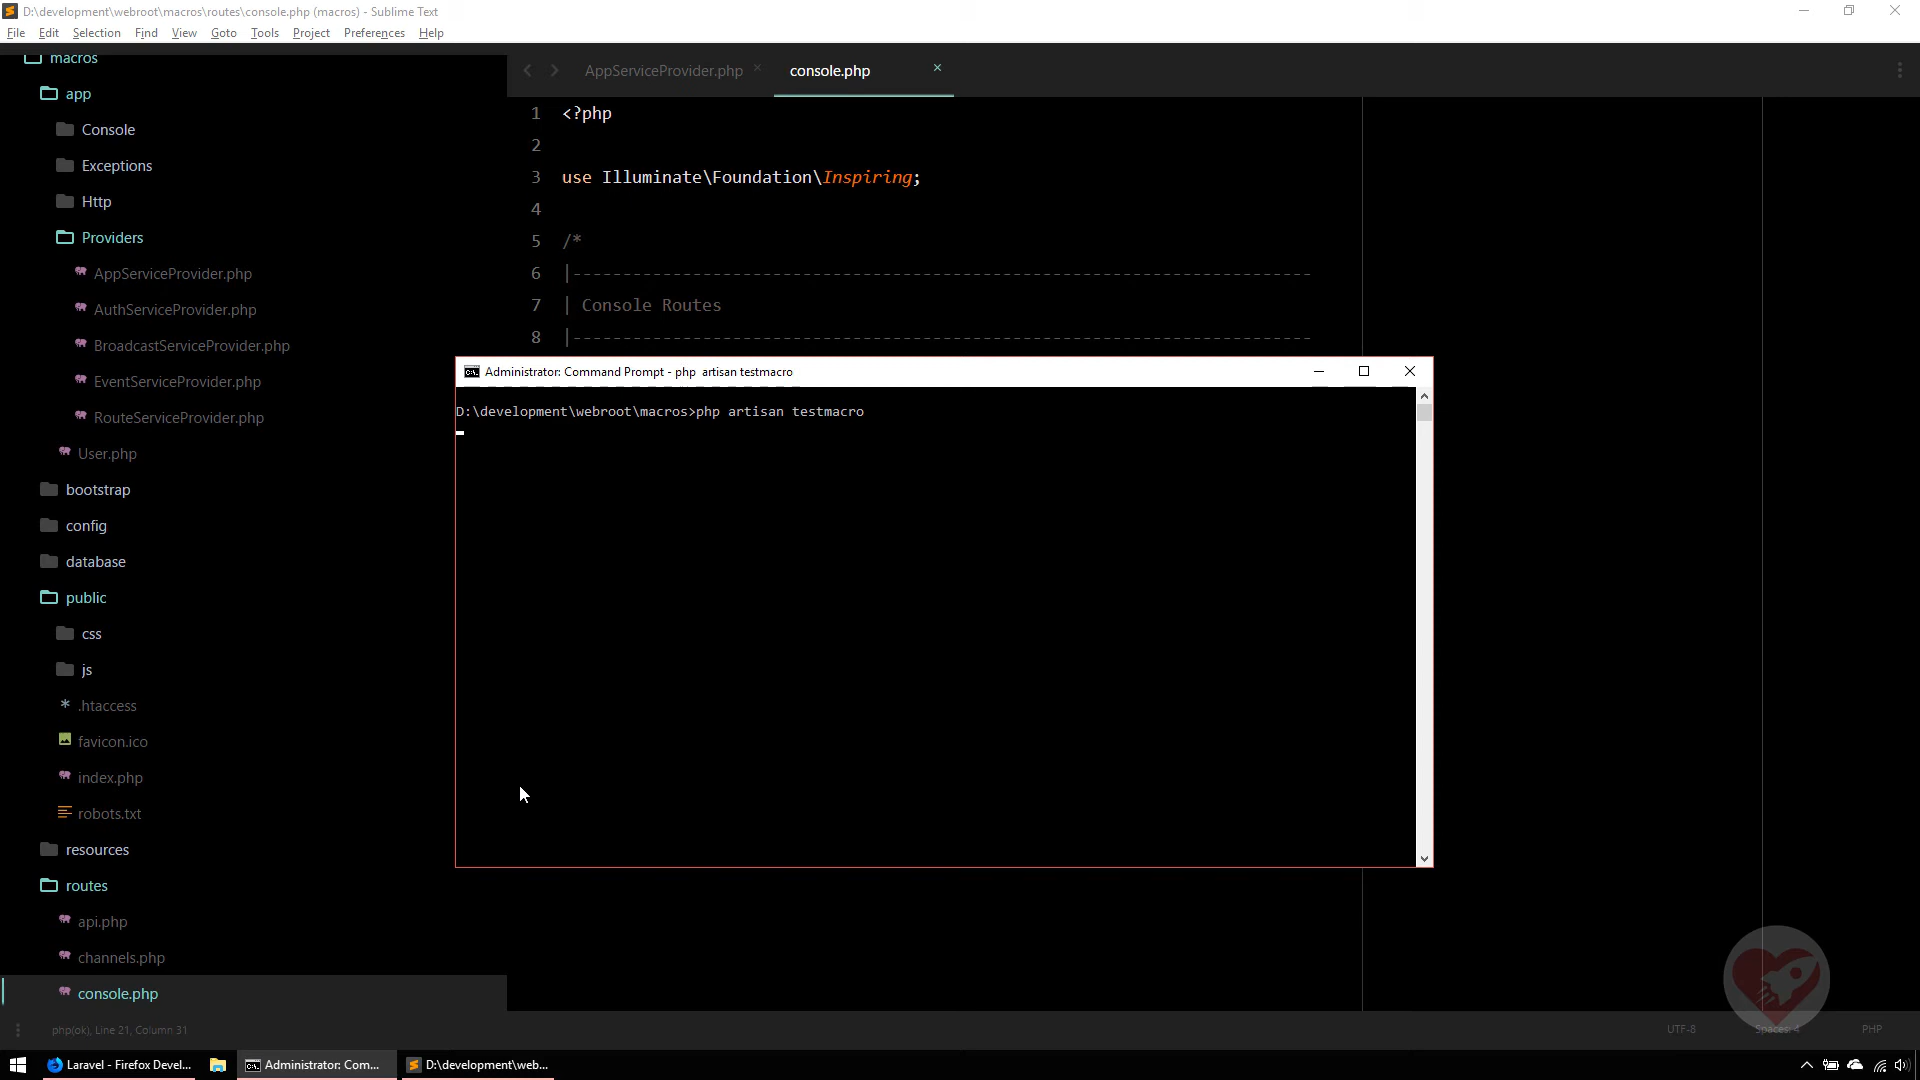 D:\development\webroot\macros\routes\console.php (macros) - Sublime Text
File Edit Selection Find View Goto Tools Project Preferences Help
macros
app
Console
Exceptions
Http
Providers
AppServiceProvider.php
AuthServiceProvider.php
BroadcastServiceProvider.php
EventServiceProvider.php
RouteServiceProvider.php
User.php
bootstrap
config
database
public
css
js
.htaccess
favicon.ico
index.php
robots.txt
resources
routes
api.php
channels.php
console.php
AppServiceProvider.php × console.php ×
1 <?php
2
3 use Illuminate\Foundation\Inspiring;
4
5 /*
6 |--------------------------------------------------------------------------
7 | Console Routes
8 |--------------------------------------------------------------------------
Administrator: Command Prompt - php  artisan testmacro
D:\development\webroot\macros>php artisan testmacro
php(ok), Line 21, Column 31
UTF-8 Spaces: 4 PHP
Laravel - Firefox Devel... Administrator: Com... D:\development\web...